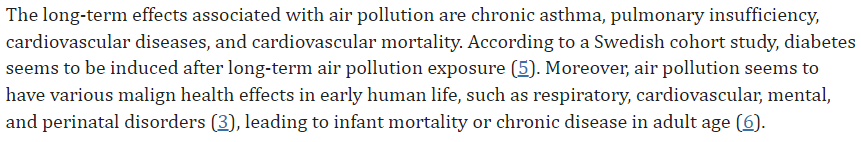 The long-term effects associated with air pollution are chronic asthma, pulmonary insufficiency,
cardiovascular diseases, and cardiovascular mortality. According to a Swedish cohort study, diabetes
seems to be induced after long-term air pollution exposure (5). Moreover, air pollution seems to
have various malign health effects in early human life, such as respiratory, cardiovascular, mental,
and perinatal disorders (3), leading to infant mortality or chronic disease in adult age (6).